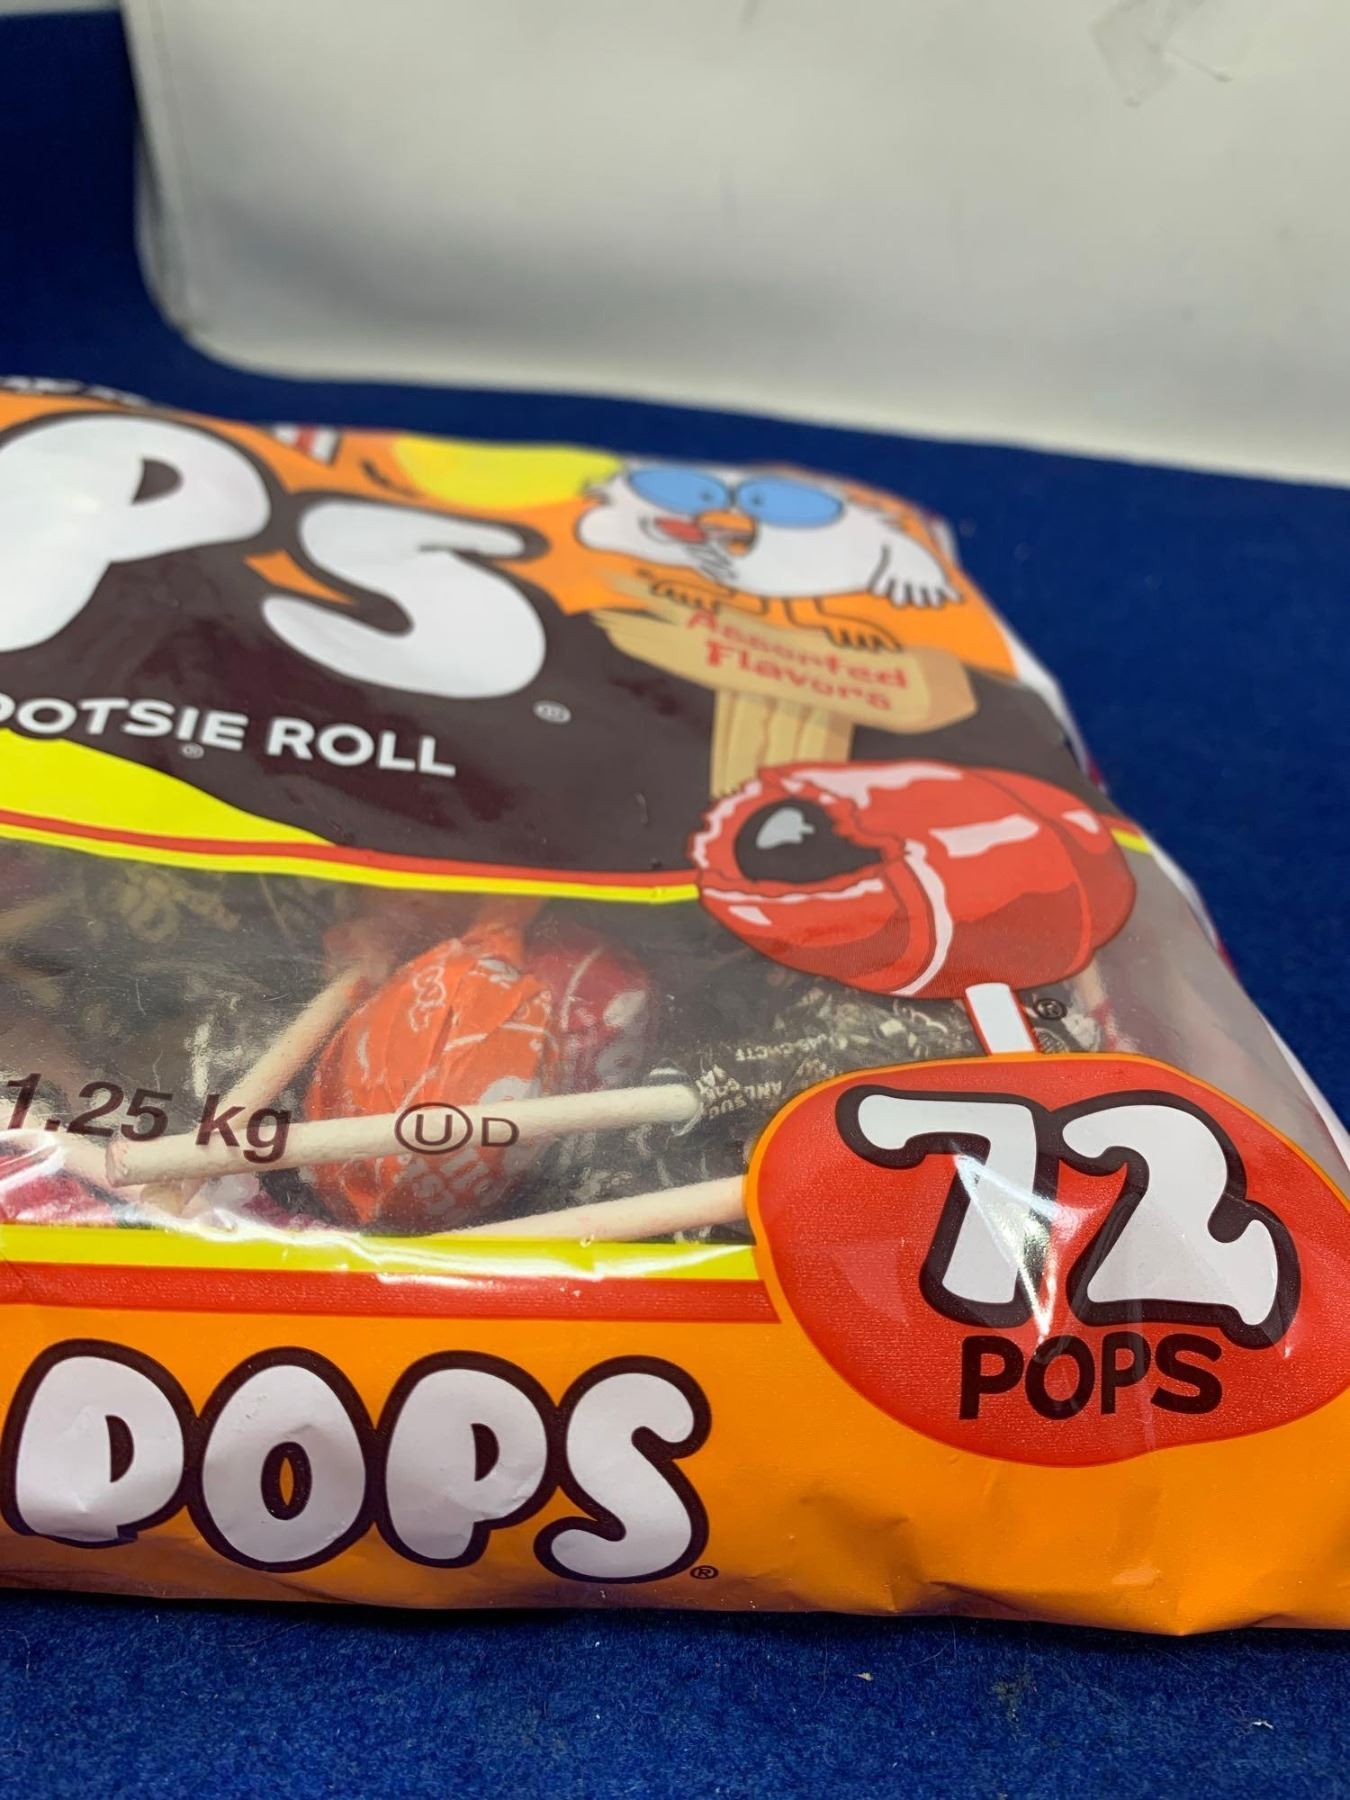 PS
®
OOTSIE ROLL
®
Assorted
Flavors
®
1.25 kg
U D
72
POPS
POPS
®